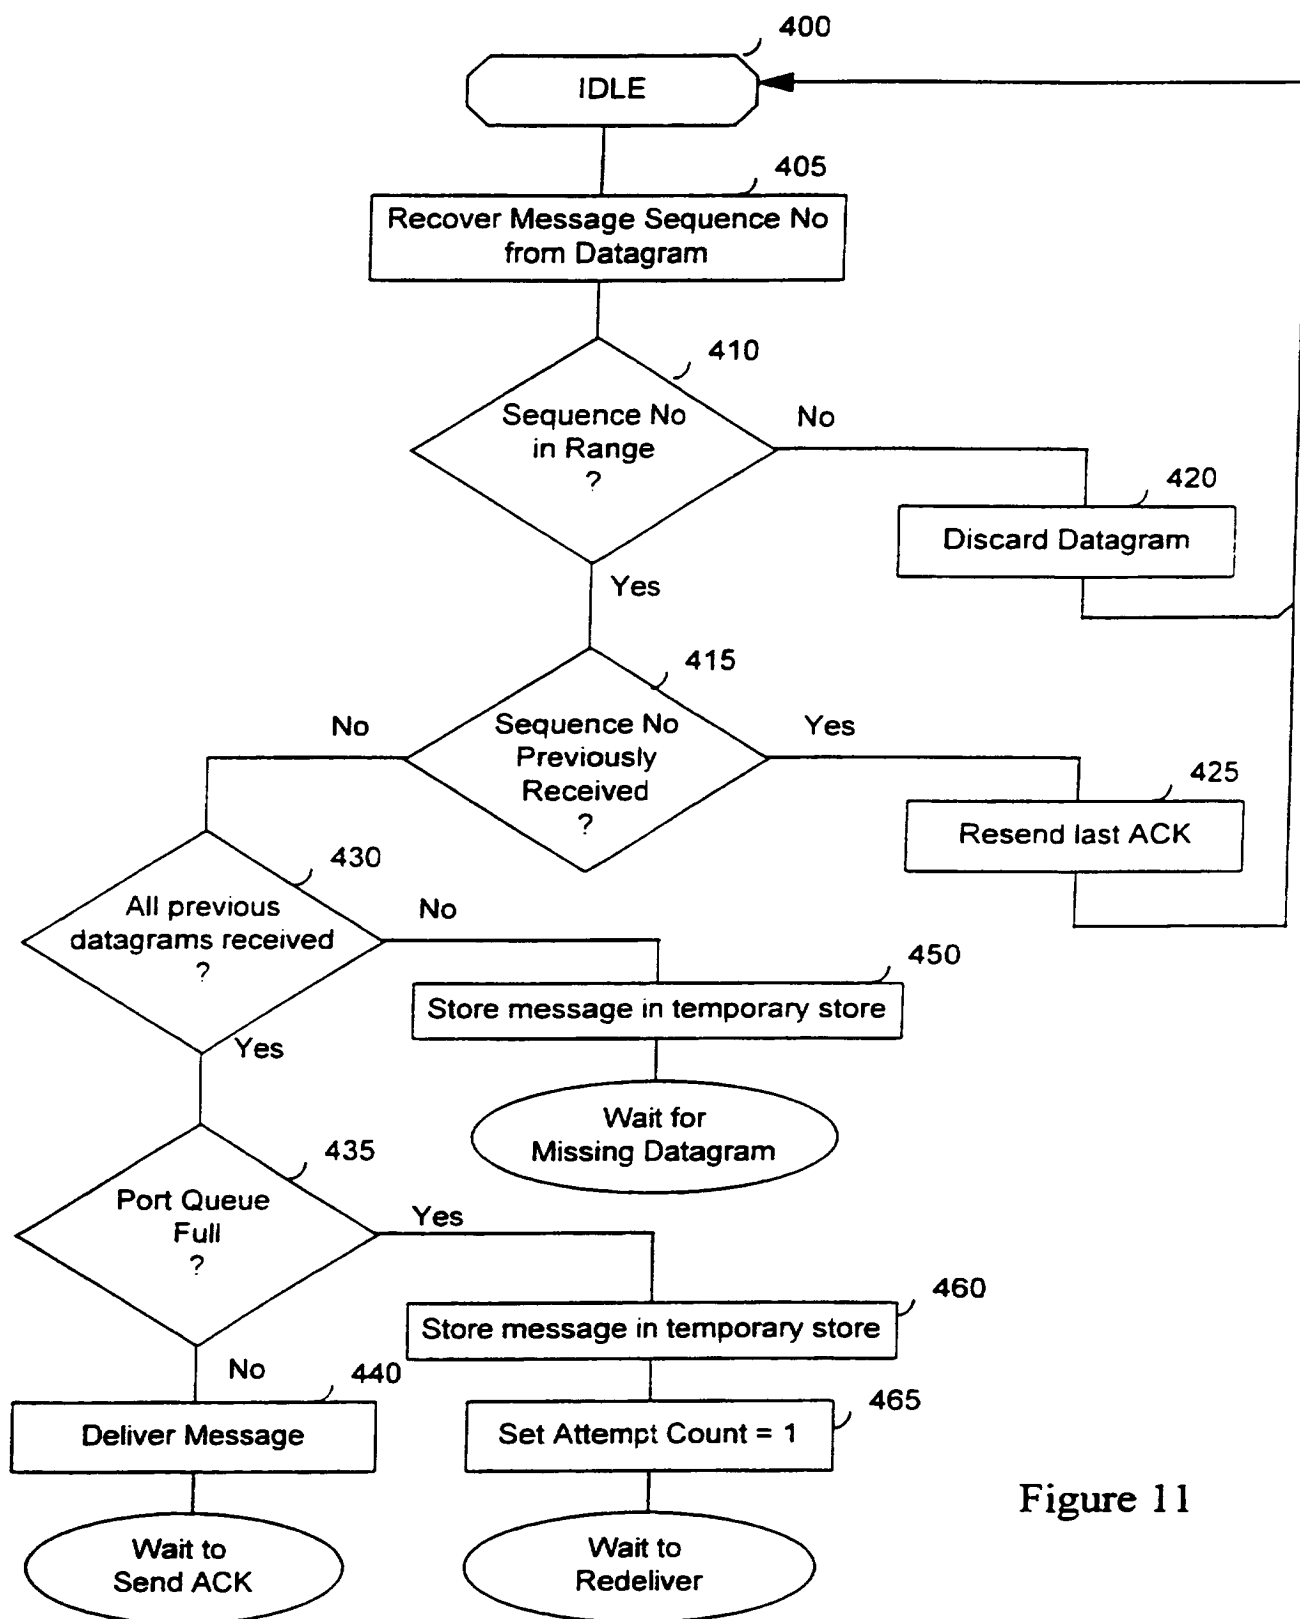 400
IDLE
405
Recover Message Sequence No
from Datagram
410
Sequence No
in Range
?
No
420
Discard Datagram
Yes
415
Sequence No
Previously
Received
?
No
Yes
425
Resend last ACK
430
All previous
datagrams received
?
No
450
Store message in temporary store
Yes
Wait for
Missing Datagram
435
Port Queue
Full
?
Yes
460
Store message in temporary store
No
440
Deliver Message
465
Set Attempt Count = 1
Wait to
Send ACK
Wait to
Redeliver
Figure 11